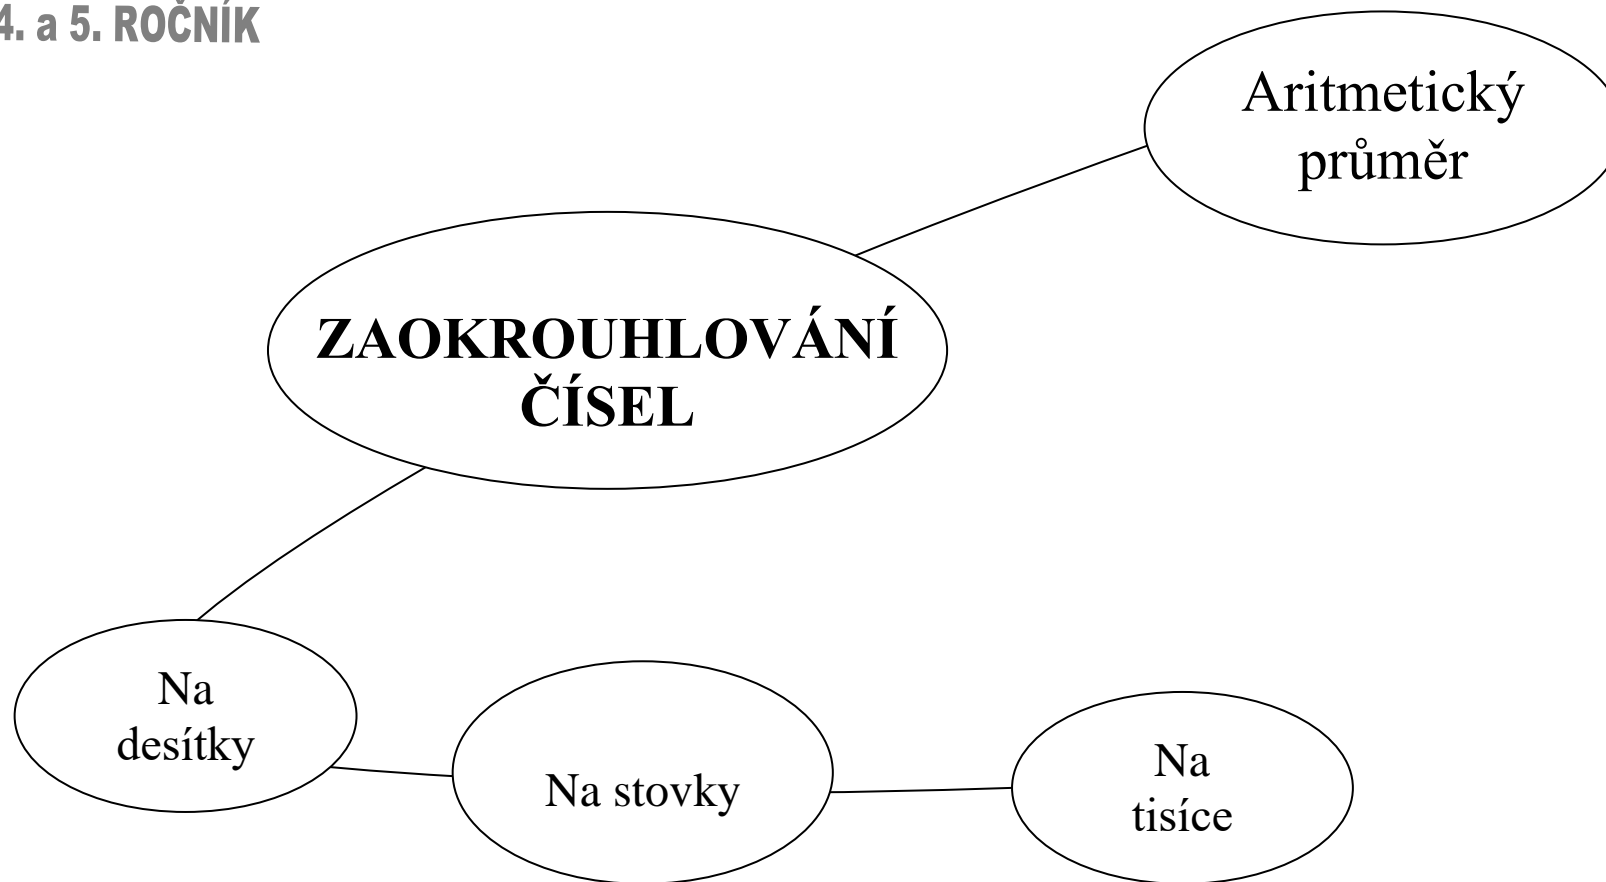 4. a 5. ROČNÍK
Aritmetický
průměr
ZAOKROUHLOVÁNÍ
ČÍSEL
Na
desítky
Na stovky
Na
tisíce